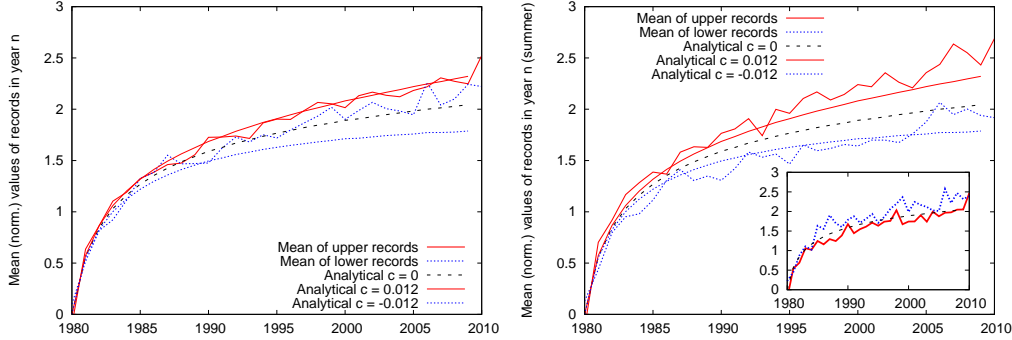 Mean (norm.) values of records in year n
3
2.5
2
1.5
1
0.5
0
1980 1985 1990 1995 2000 2005 2010
Mean of upper records
Mean of lower records
Analytical c = 0
Analytical c = 0.012
Analytical c = -0.012
Mean (norm.) values of records in year n (summer)
3
2.5
2
1.5
1
0.5
0
1980 1985 1990 1995 2000 2005 2010
Mean of upper records
Mean of lower records
Analytical c = 0
Analytical c = 0.012
Analytical c = -0.012
3
2.5
2
1.5
1
0.5
0
1980 1990 2000 2010